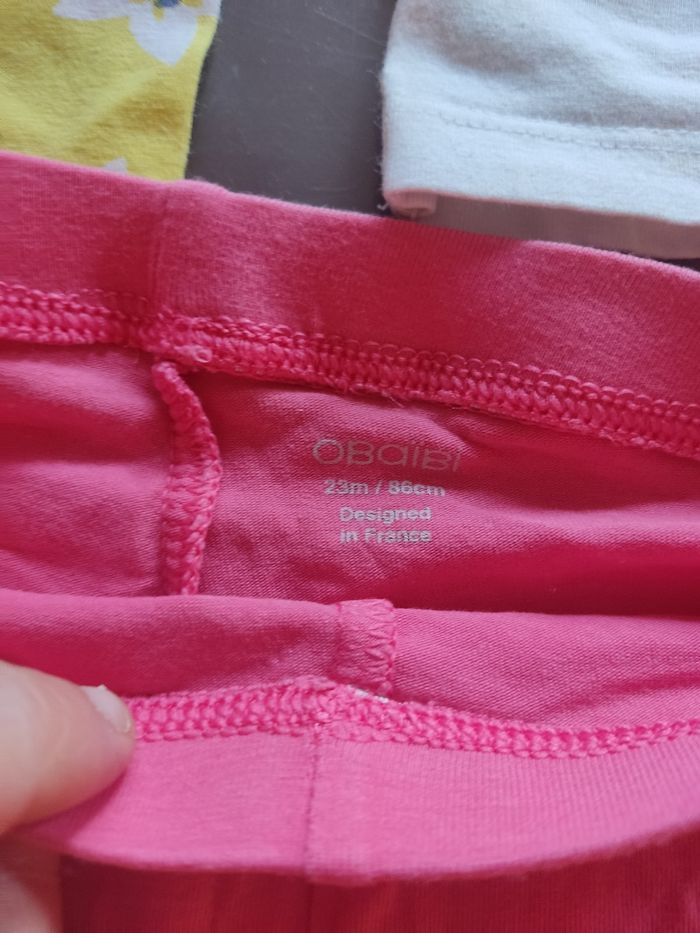 OBaïBI
23m / 86cm
Designed
in France